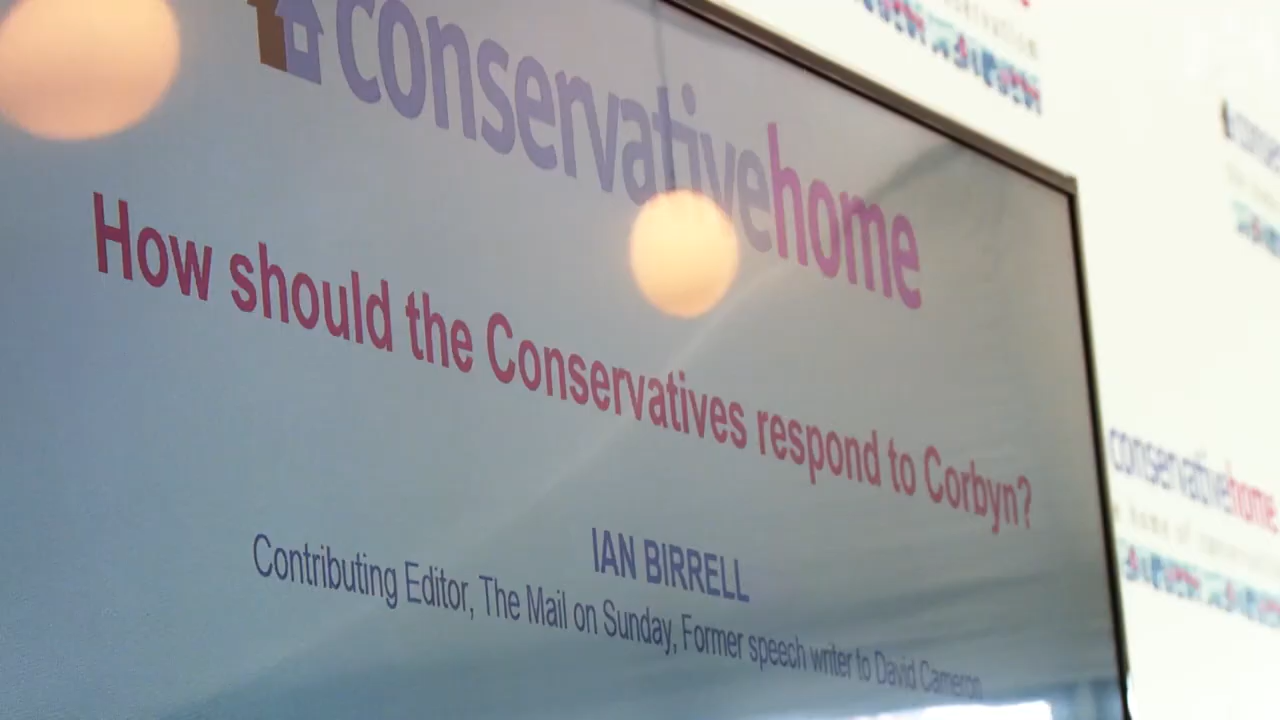 conservativehome
How should the Conservatives respond to Corbyn?
IAN BIRRELL
Contributing Editor, The Mail on Sunday, Former speech writer to David Cameron
conservativehome